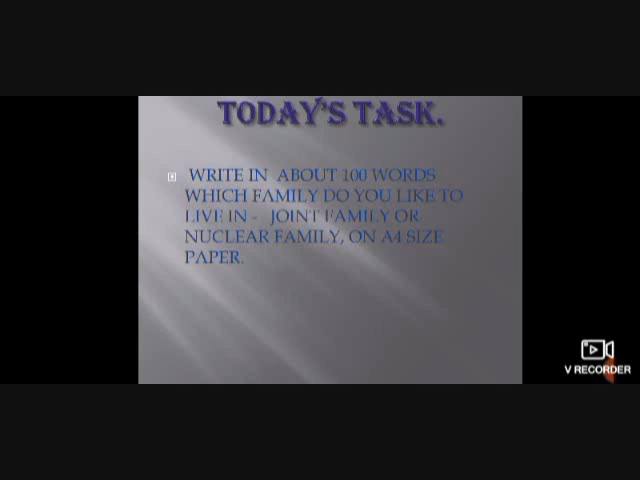 TODAY'S TASK.
WRITE IN ABOUT 100 WORDS
WHICH FAMILY DO YOU LIKE TO
LIVE IN - JOINT FAMILY OR
NUCLEAR FAMILY, ON A4 SIZE
PAPER.
V RECORDER